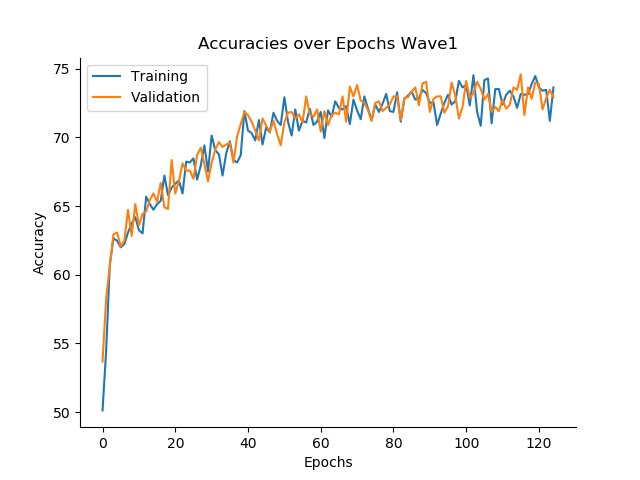 Accuracies over Epochs Wave1
Training
Validation
75
70
65
60
55
50
Accuracy
0 20 40 60 80 100 120
Epochs